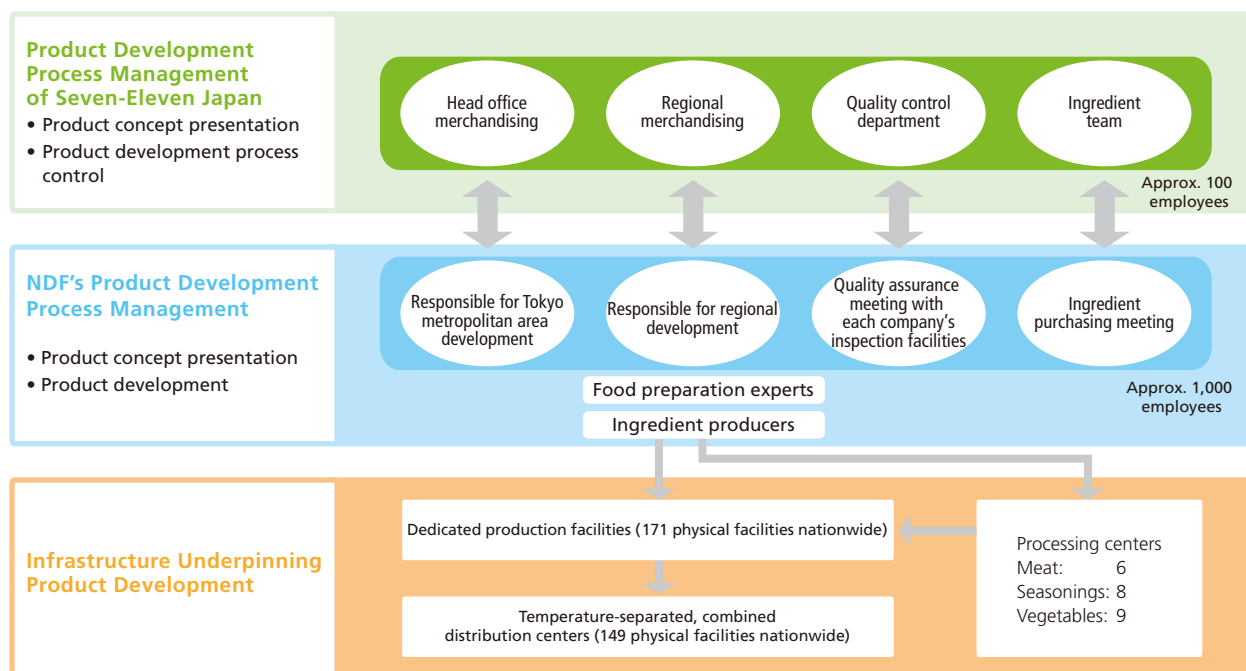 Product Development
Process Management
of Seven-Eleven Japan
• Product concept presentation
• Product development process
control
Head office
merchandising
Regional
merchandising
Quality control
department
Ingredient
team
Approx. 100
employees
NDF's Product Development
Process Management
• Product concept presentation
• Product development
Responsible for Tokyo
metropolitan area
development
Responsible for regional
development
Quality assurance
meeting with
each company's
inspection facilities
Ingredient
purchasing meeting
Approx. 1,000
employees
Food preparation experts
Ingredient producers
Infrastructure Underpinning
Product Development
Dedicated production facilities (171 physical facilities nationwide)
Temperature-separated, combined
distribution centers (149 physical facilities nationwide)
Processing centers
Meat: 6
Seasonings: 8
Vegetables: 9